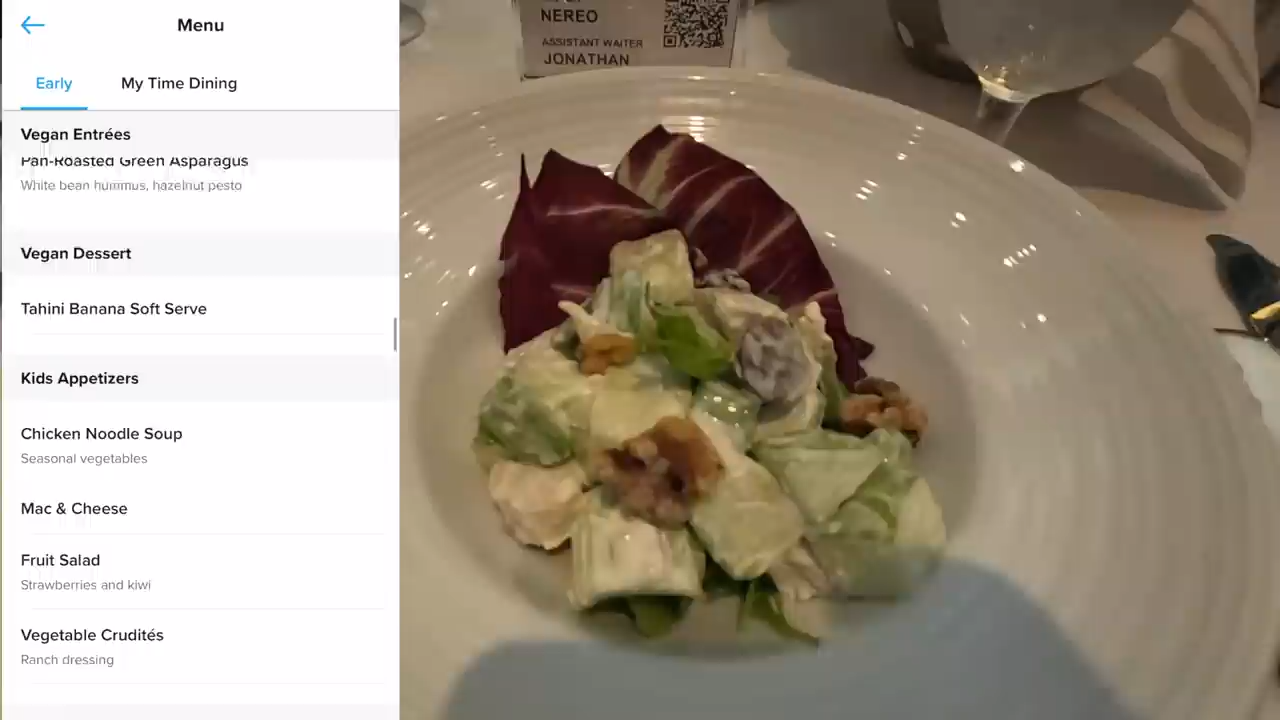 Menu
Early
My Time Dining
Vegan Entrées
Pan-Roasted Green Asparagus
White bean hummus, hazelnut pesto
Vegan Dessert
Tahini Banana Soft Serve
Kids Appetizers
Chicken Noodle Soup
Seasonal vegetables
Mac & Cheese
Fruit Salad
Strawberries and kiwi
Vegetable Crudités
Ranch dressing
NEREO
ASSISTANT WAITER
JONATHAN